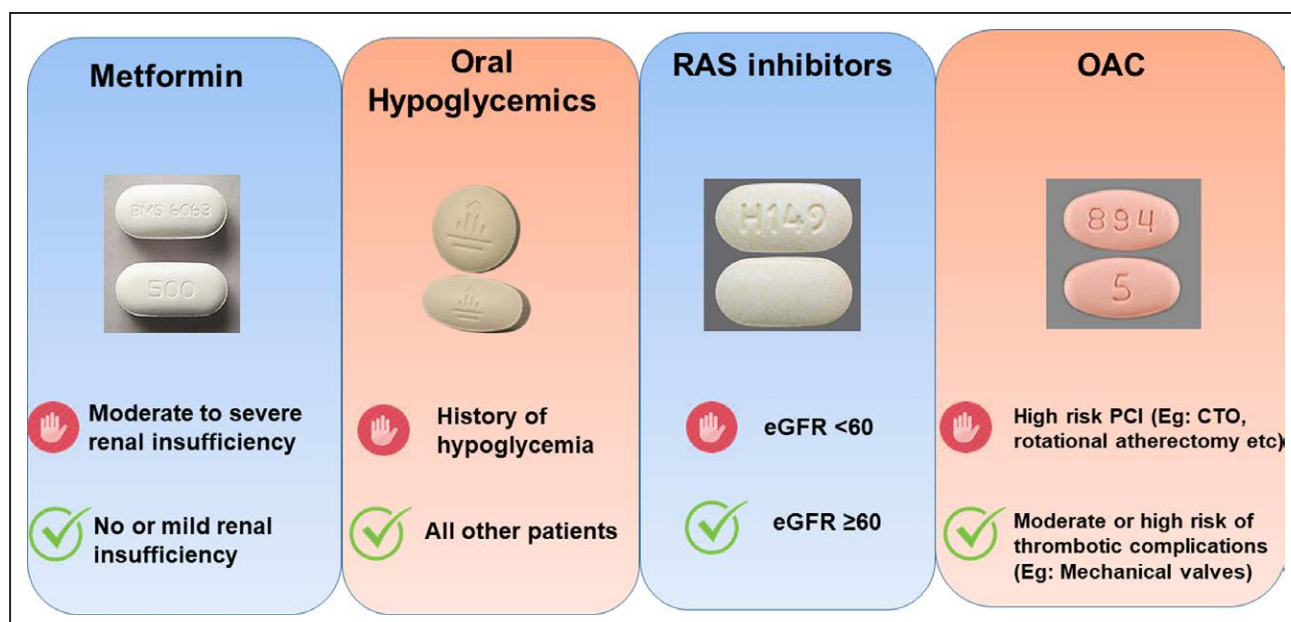 Metformin
BMS 6063
500
Moderate to severe
renal insufficiency
No or mild renal
insufficiency
Oral
Hypoglycemics
History of
hypoglycemia
All other patients
RAS inhibitors
H149
eGFR <60
eGFR ≥60
OAC
894
5
High risk PCI (Eg: CTO,
rotational atherectomy etc)
Moderate or high risk of
thrombotic complications
(Eg: Mechanical valves)